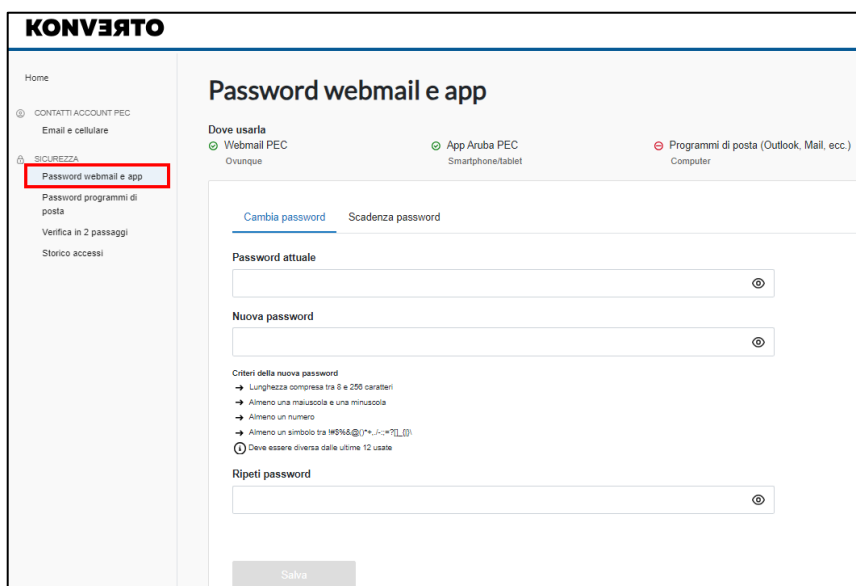 KONVERTO
Home
CONTATTI ACCOUNT PEC
Email e cellulare
SICUREZZA
Password webmail e app
Password programmi di
posta
Verifica in 2 passaggi
Storico accessi
Password webmail e app
Dove usarla
Webmail PEC
Ovunque
App Aruba PEC
Smartphone/tablet
Programmi di posta (Outlook, Mail, ecc.)
Computer
Cambia password
Scadenza password
Password attuale
Nuova password
Criteri della nuova password
Lunghezza compresa tra 8 e 256 caratteri
Almeno una maiuscola e una minuscola
Almeno un numero
Almeno un simbolo tra !#$%&@()*+,./-:;=?[]_{|}\
Deve essere diversa dalle ultime 12 usate
Ripeti password
Salva